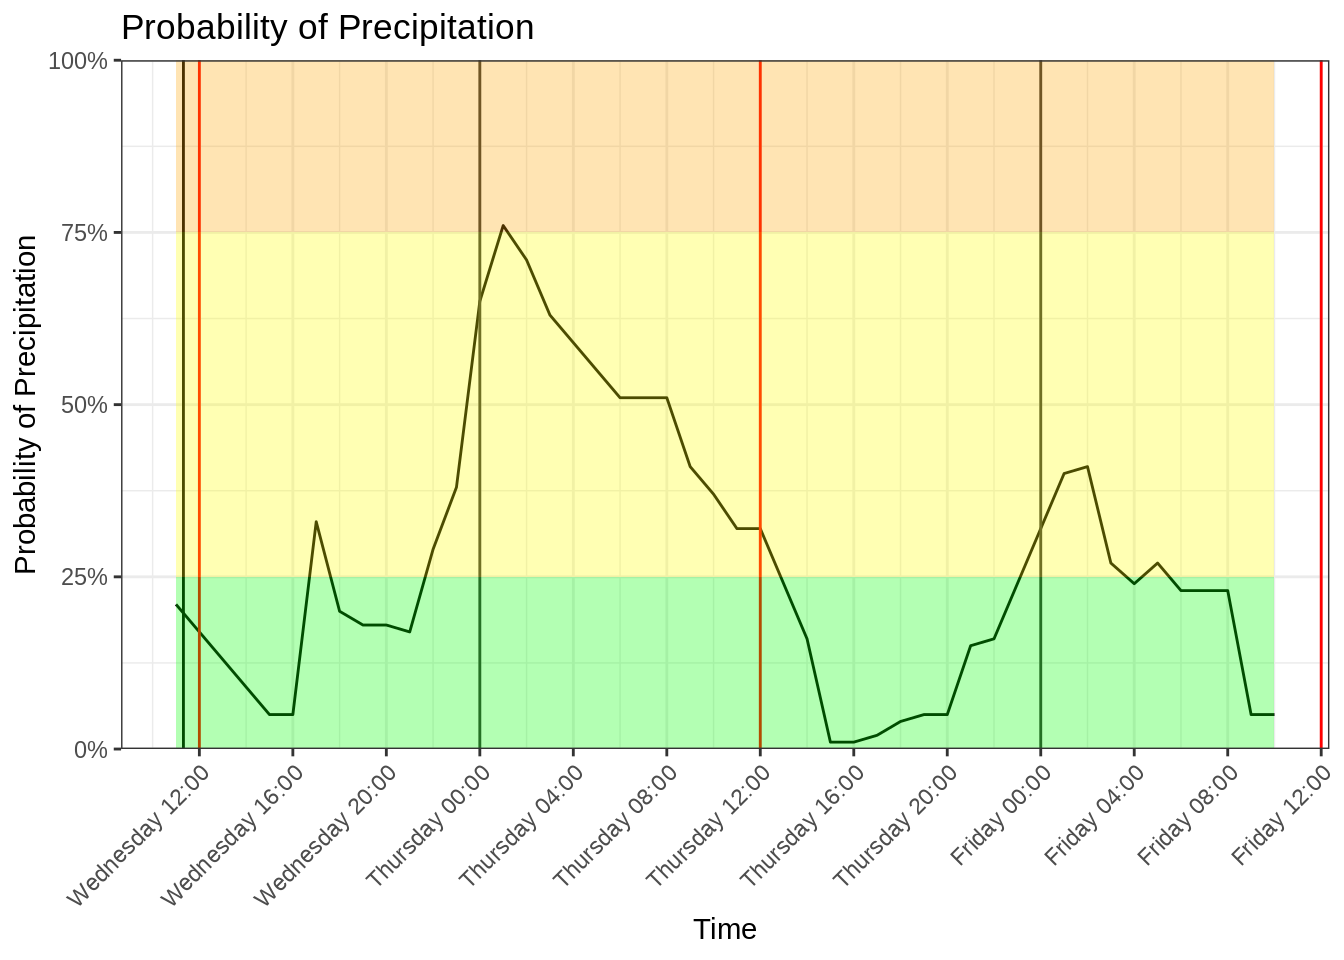 Probability of Precipitation
Probability of Precipitation
100%
75%
50%
25%
0%
Wednesday 12:00
Wednesday 16:00
Wednesday 20:00
Thursday 00:00
Thursday 04:00
Thursday 08:00
Thursday 12:00
Thursday 16:00
Thursday 20:00
Friday 00:00
Friday 04:00
Friday 08:00
Friday 12:00
Time